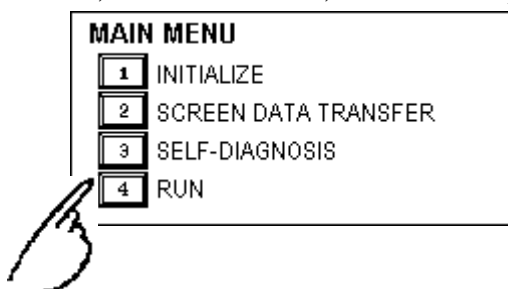 MAIN MENU
1 INITIALIZE
2 SCREEN DATA TRANSFER
3 SELF-DIAGNOSIS
4 RUN